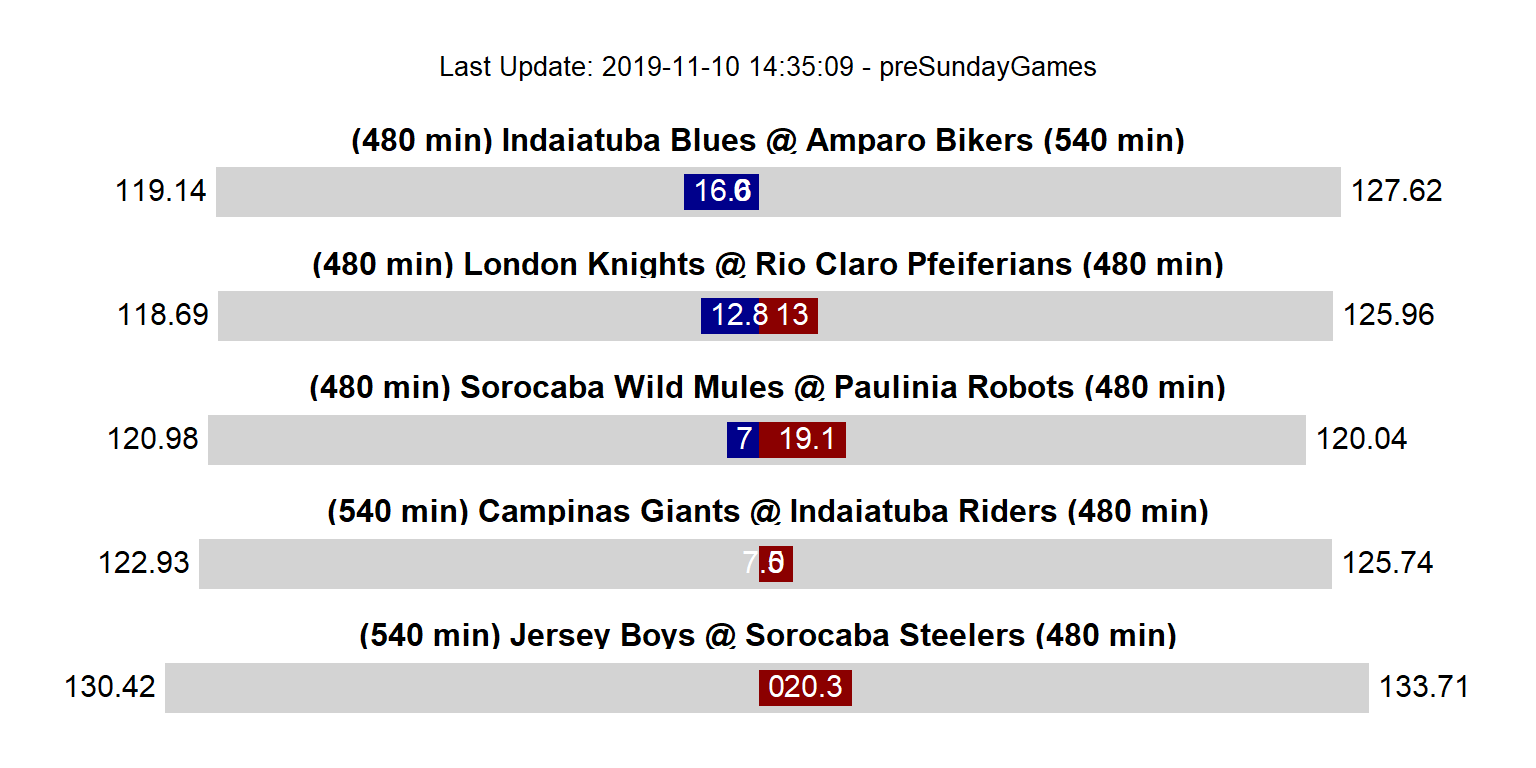 Last Update: 2019-11-10 14:35:09 - preSundayGames
(480 min) Indaiatuba Blues @ Amparo Bikers (540 min)
119.14 16.6 0 127.62
(480 min) London Knights @ Rio Claro Pfeiferians (480 min)
118.69 12.8 13 125.96
(480 min) Sorocaba Wild Mules @ Paulinia Robots (480 min)
120.98 7 19.1 120.04
(540 min) Campinas Giants @ Indaiatuba Riders (480 min)
122.93 0 7.5 125.74
(540 min) Jersey Boys @ Sorocaba Steelers (480 min)
130.42 0 20.3 133.71